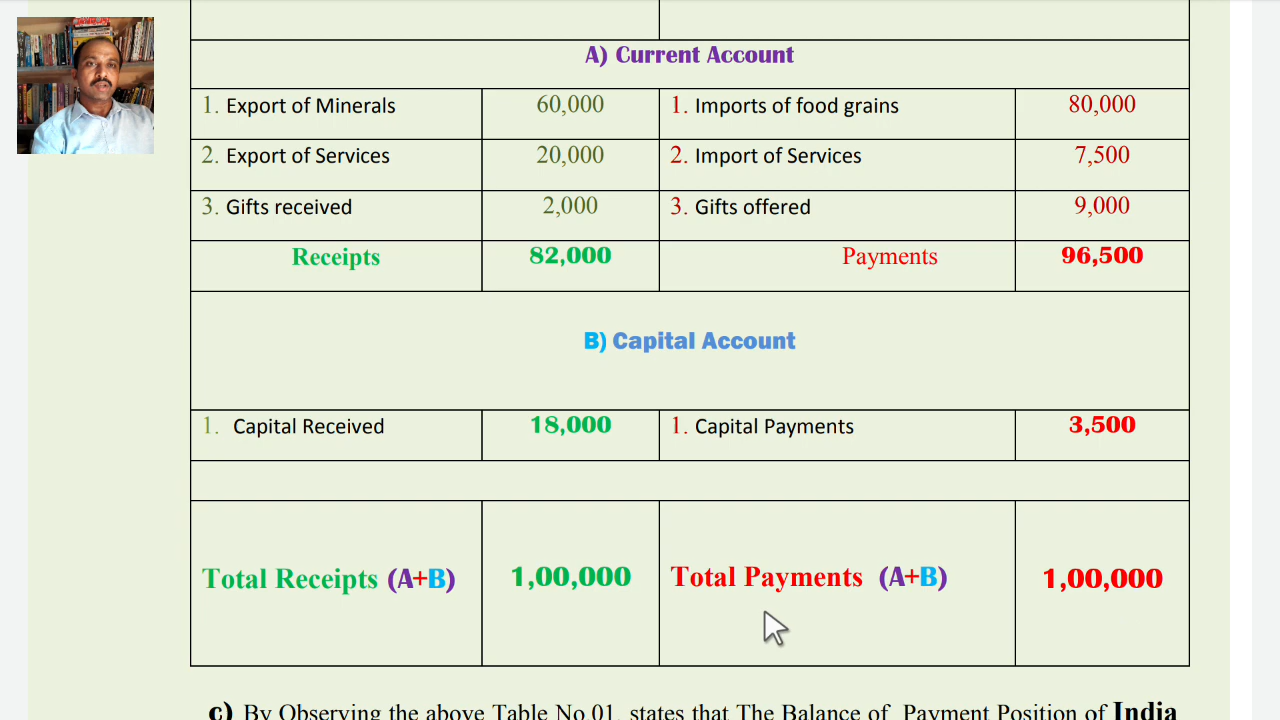 A) Current Account
1. Export of Minerals 60,000 1. Imports of food grains 80,000
2. Export of Services 20,000 2. Import of Services 7,500
3. Gifts received 2,000 3. Gifts offered 9,000
Receipts 82,000 Payments 96,500
B) Capital Account
1. Capital Received 18,000 1. Capital Payments 3,500
Total Receipts (A+B) 1,00,000 Total Payments (A+B) 1,00,000
c) By Observing the above Table No.01, states that The Balance of Payment Position of India